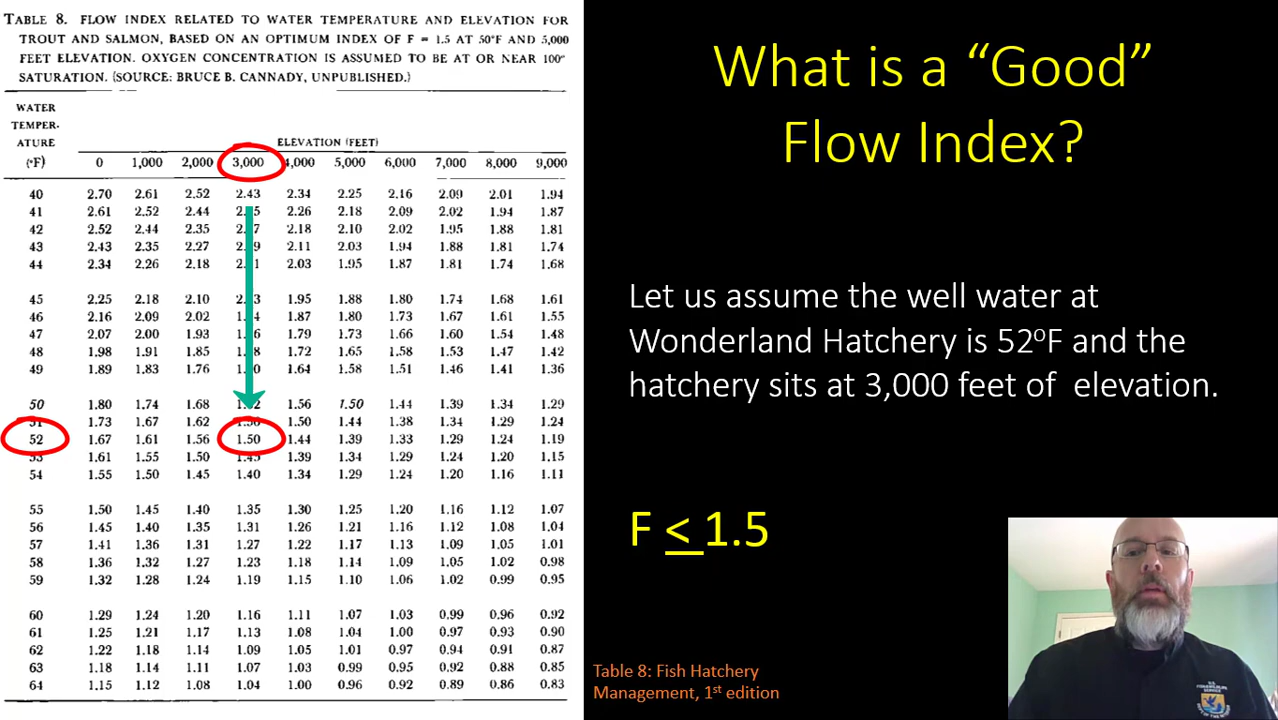 TABLE 8. FLOW INDEX RELATED TO WATER TEMPERATURE AND ELEVATION FOR
TROUT AND SALMON, BASED ON AN OPTIMUM INDEX OF F = 1.5 AT 50°F AND 5,000
FEET ELEVATION. OXYGEN CONCENTRATION IS ASSUMED TO BE AT OR NEAR 100
SATURATION. (SOURCE: BRUCE B. CANNADY, UNPUBLISHED.)
WATER
TEMPER-
ATURE
(°F)
ELEVATION (FEET)
0 1,000 2,000 3,000 4,000 5,000 6,000 7,000 8,000 9,000
40 2.70 2.61 2.52 2.43 2.34 2.25 2.16 2.09 2.01 1.94
41 2.61 2.52 2.44 2.26 2.18 2.09 2.02 1.94 1.87
42 2.52 2.44 2.35 2.18 2.10 2.02 1.95 1.88 1.81
43 2.43 2.35 2.27 2.11 2.03 1.94 1.88 1.81 1.74
44 2.34 2.26 2.18 2.03 1.95 1.87 1.81 1.74 1.68
45 2.25 2.18 2.10 1.95 1.88 1.80 1.74 1.68 1.61
46 2.16 2.09 2.02 1.87 1.80 1.73 1.67 1.61 1.55
47 2.07 2.00 1.93 1.79 1.73 1.66 1.60 1.54 1.48
48 1.98 1.91 1.85 1.72 1.65 1.58 1.53 1.47 1.42
49 1.89 1.83 1.76 1.64 1.58 1.51 1.46 1.41 1.36
50 1.80 1.74 1.68 1.56 1.50 1.44 1.39 1.34 1.29
51 1.73 1.67 1.62 1.50 1.44 1.38 1.34 1.29 1.24
52 1.67 1.61 1.56 1.50 1.44 1.39 1.33 1.29 1.24 1.19
53 1.61 1.55 1.50 1.45 1.39 1.34 1.29 1.24 1.20 1.15
54 1.55 1.50 1.45 1.40 1.34 1.29 1.24 1.20 1.16 1.11
55 1.50 1.45 1.40 1.35 1.30 1.25 1.20 1.16 1.12 1.07
56 1.45 1.40 1.35 1.31 1.26 1.21 1.16 1.12 1.08 1.04
57 1.41 1.36 1.31 1.27 1.22 1.17 1.13 1.09 1.05 1.01
58 1.36 1.32 1.27 1.23 1.18 1.14 1.09 1.05 1.02 0.98
59 1.32 1.28 1.24 1.19 1.15 1.10 1.06 1.02 0.99 0.95
60 1.29 1.24 1.20 1.16 1.11 1.07 1.03 0.99 0.96 0.92
61 1.25 1.21 1.17 1.13 1.08 1.04 1.00 0.97 0.93 0.90
62 1.22 1.18 1.14 1.09 1.05 1.01 0.97 0.94 0.91 0.87
63 1.18 1.14 1.11 1.07 1.03 0.99 0.95 0.92 0.88 0.85
64 1.15 1.12 1.08 1.04 1.00 0.96 0.92 0.89 0.86 0.83
What is a “Good”
Flow Index?
Let us assume the well water at
Wonderland Hatchery is 52ºF and the
hatchery sits at 3,000 feet of elevation.
F < 1.5
Table 8: Fish Hatchery
Management, 1st edition